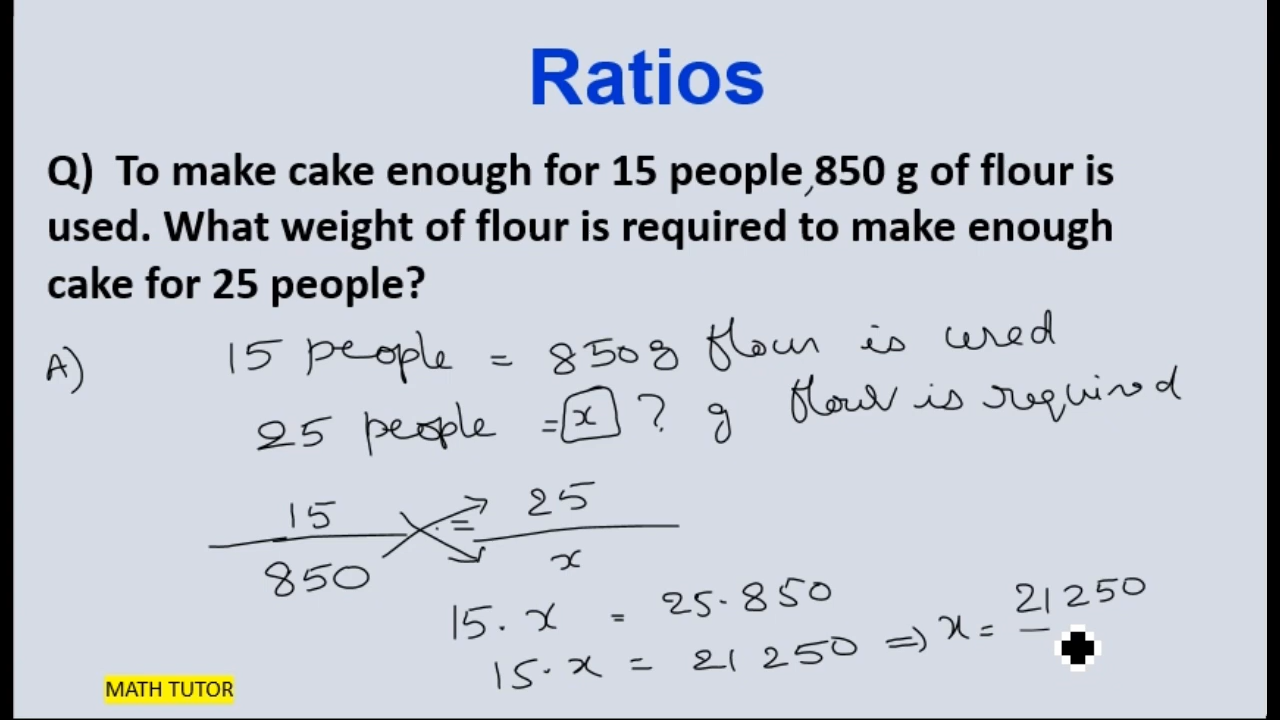 Ratios
Q) To make cake enough for 15 people,850 g of flour is
used. What weight of flour is required to make enough
cake for 25 people?
A)
15 people = 850g flour is used
25 people = x ? g flour is required
15 = 25
850 x
15. x = 25. 850
15. x = 21 250 => x = 21250
MATH TUTOR